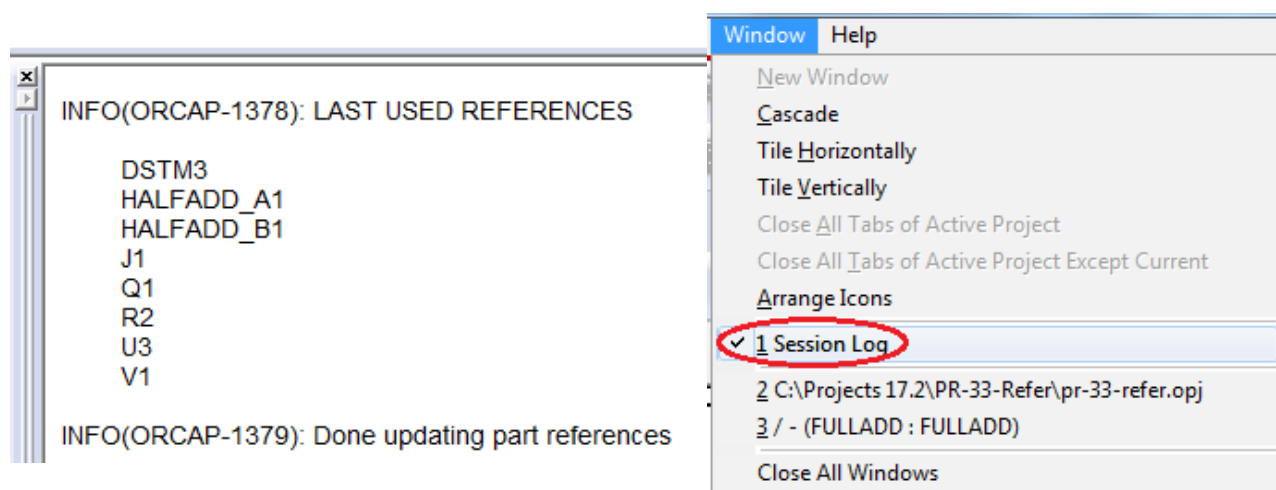 INFO(ORCAP-1378): LAST USED REFERENCES
DSTM3
HALFADD_A1
HALFADD_B1
J1
Q1
R2
U3
V1
INFO(ORCAP-1379): Done updating part references
Window Help
New Window
Cascade
Tile Horizontally
Tile Vertically
Close All Tabs of Active Project
Close All Tabs of Active Project Except Current
Arrange Icons
1 Session Log
2 C:\Projects 17.2\PR-33-Refer\pr-33-refer.opj
3 / - (FULLADD : FULLADD)
Close All Windows